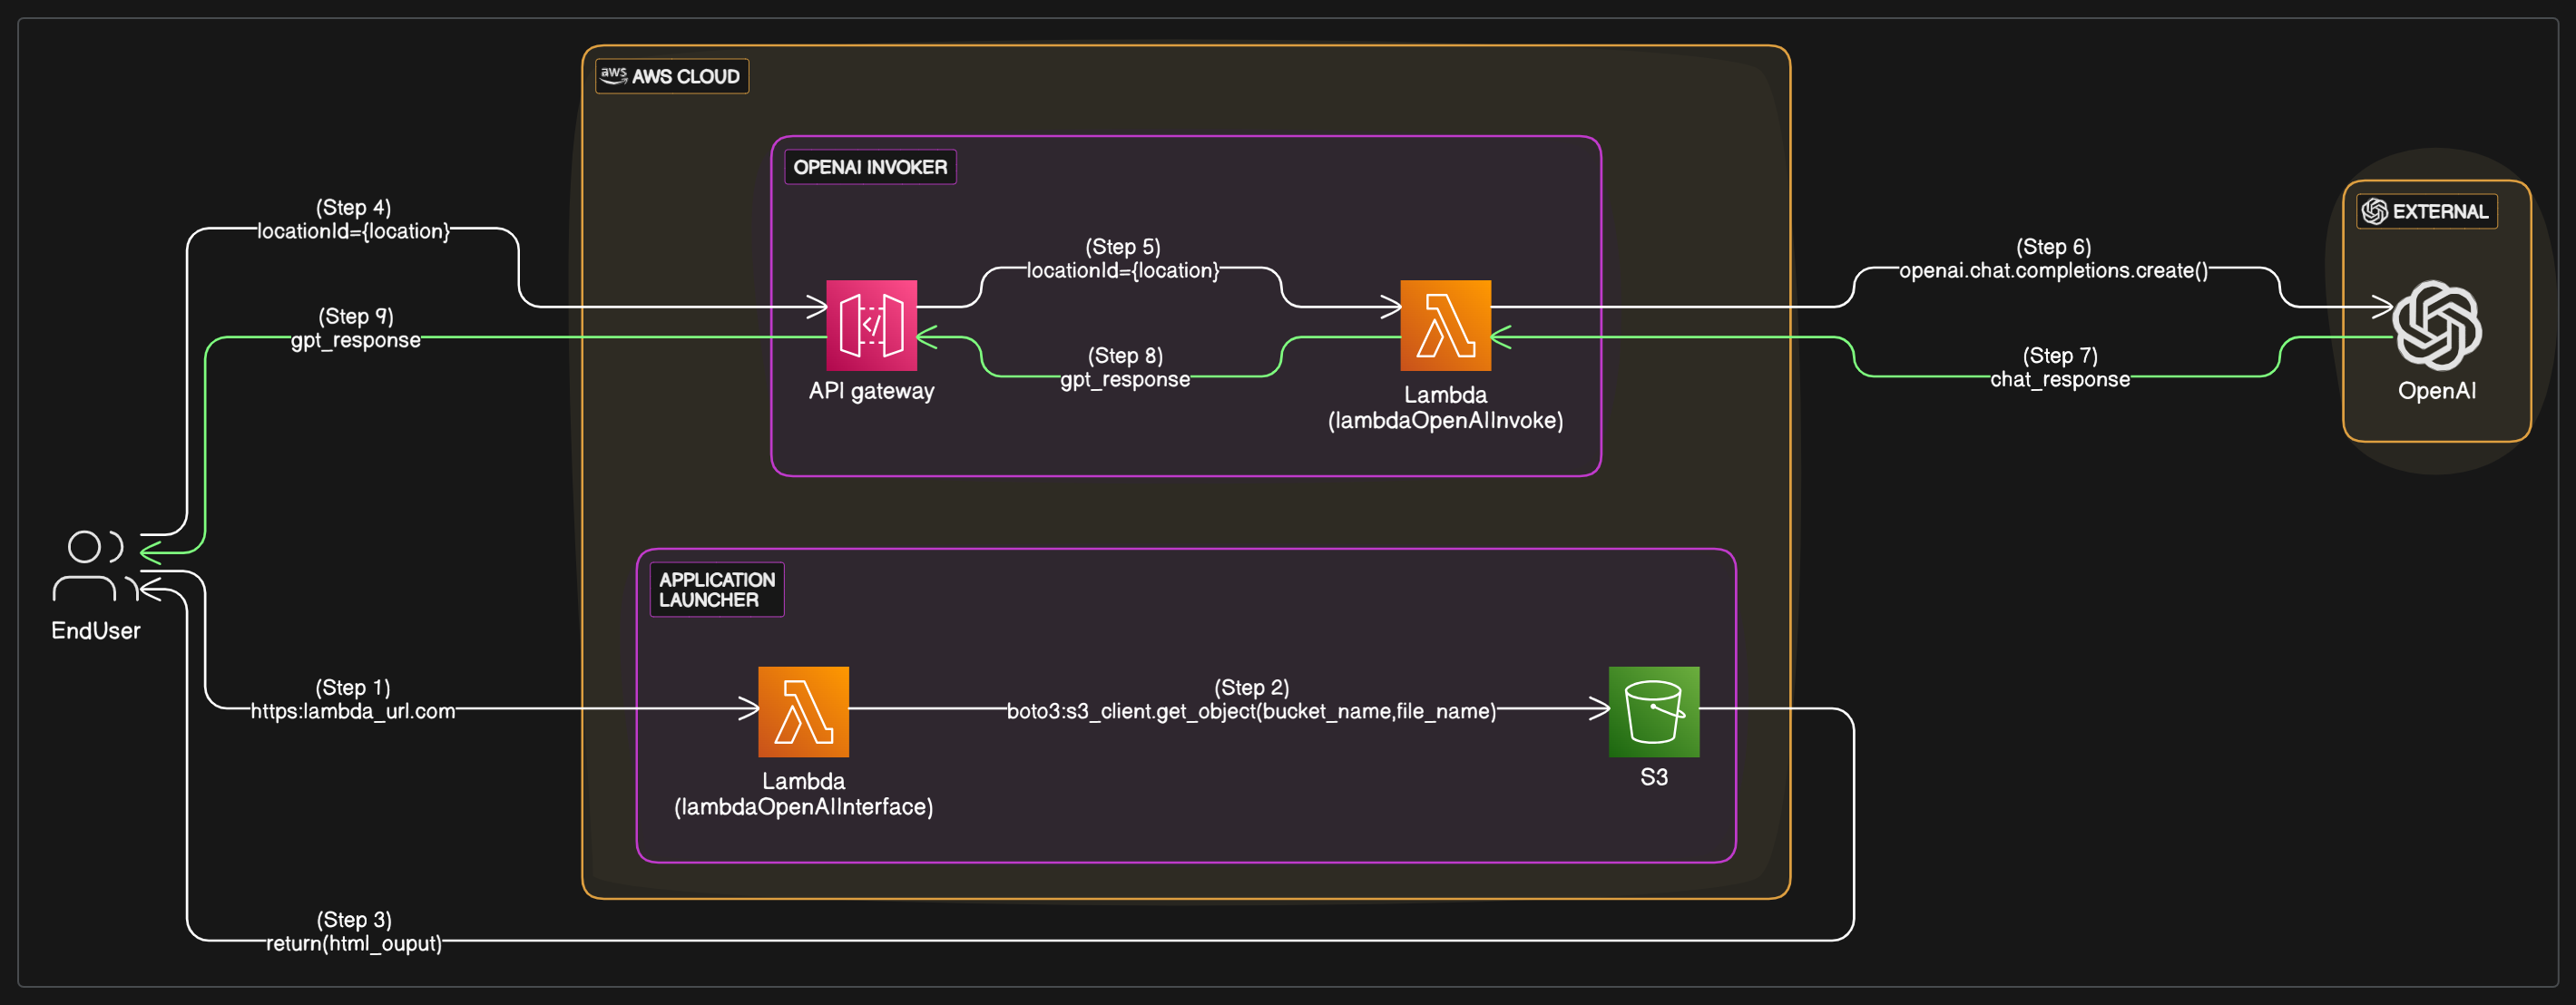 aws AWS CLOUD
OPENAI INVOKER
(Step 4)
locationId={location}
(Step 5)
locationId={location}
(Step 6)
openai.chat.completions.create()
EXTERNAL
(Step 9)
gpt_response
API gateway
(Step 8)
gpt_response
Lambda
(lambdaOpenAIInvoke)
(Step 7)
chat_response
OpenAI
EndUser
APPLICATION
LAUNCHER
(Step 1)
https:lambda_url.com
Lambda
(lambdaOpenAIInterface)
(Step 2)
boto3:s3_client.get_object(bucket_name,file_name)
S3
(Step 3)
return(html_ouput)